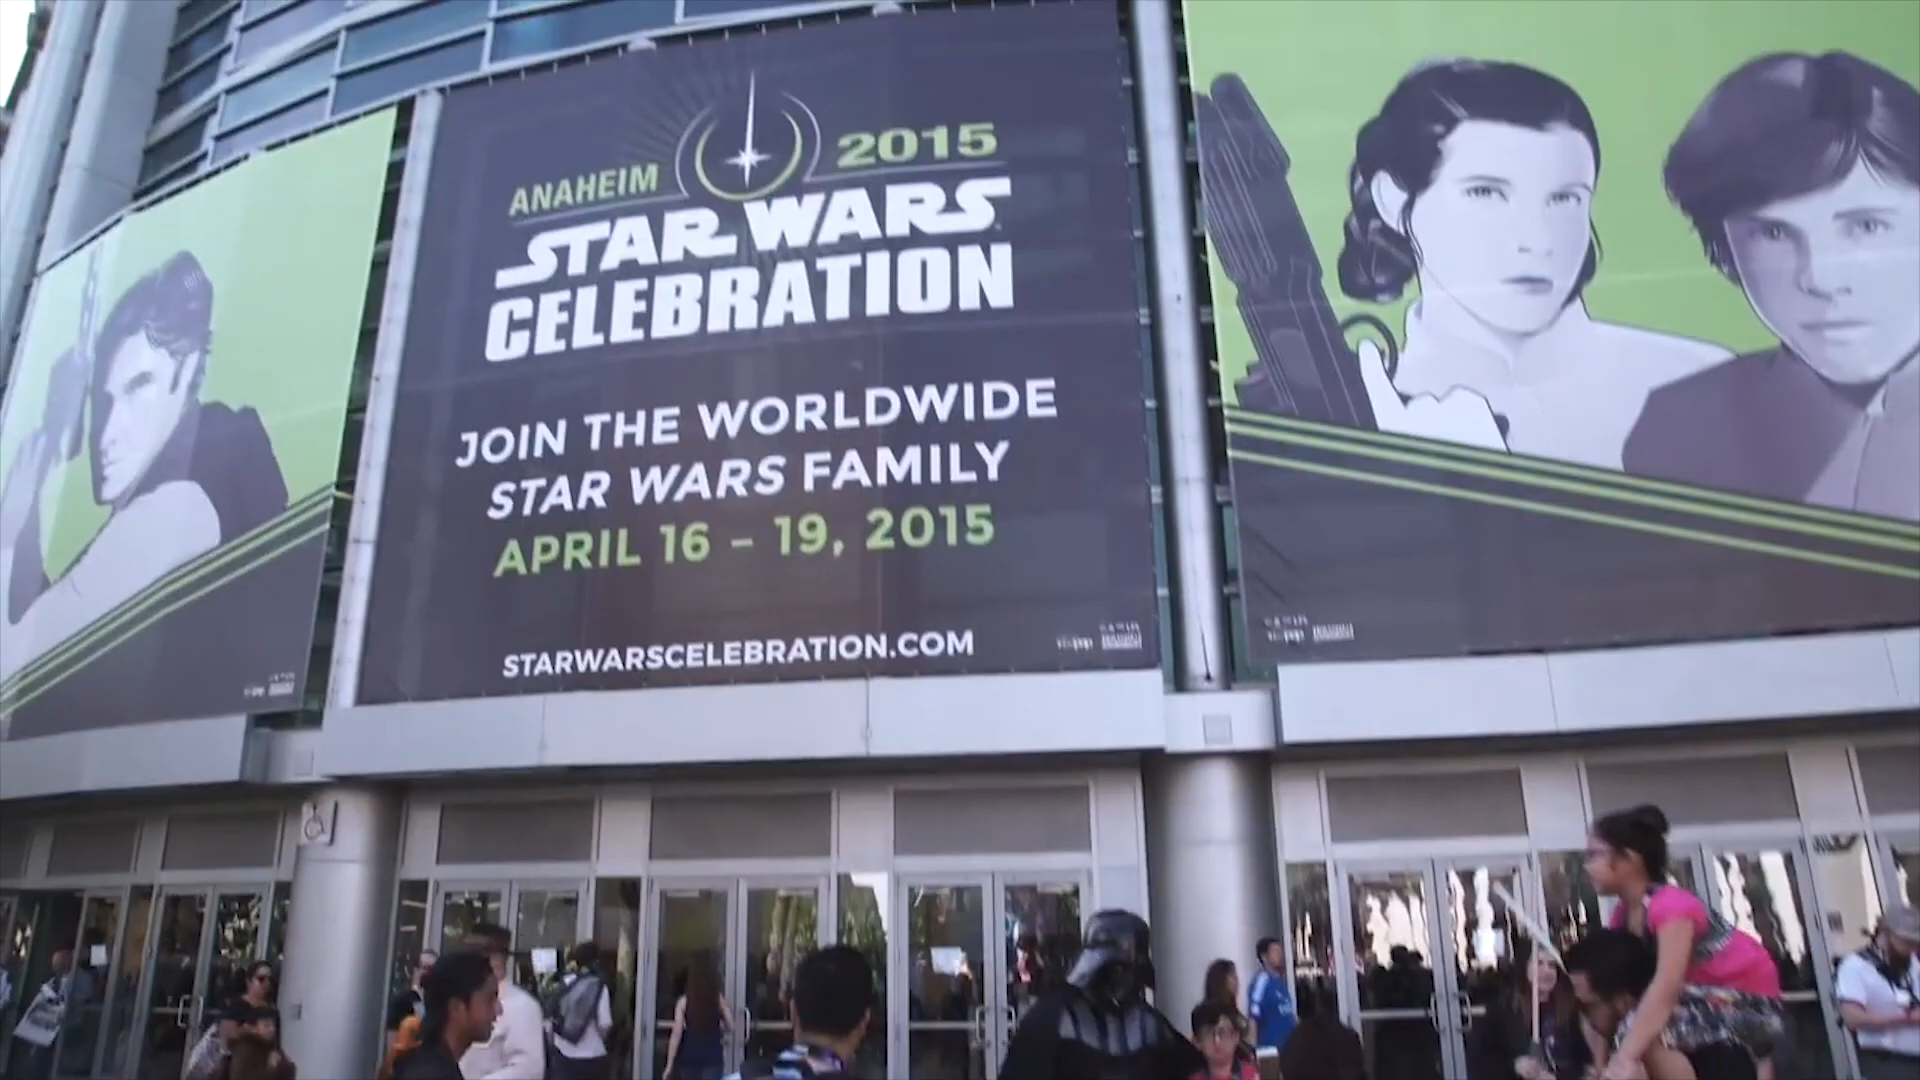 ANAHEIM 2015
STAR WARS
CELEBRATION
JOIN THE WORLDWIDE
STAR WARS FAMILY
APRIL 16 – 19, 2015
STARWARSCELEBRATION.COM